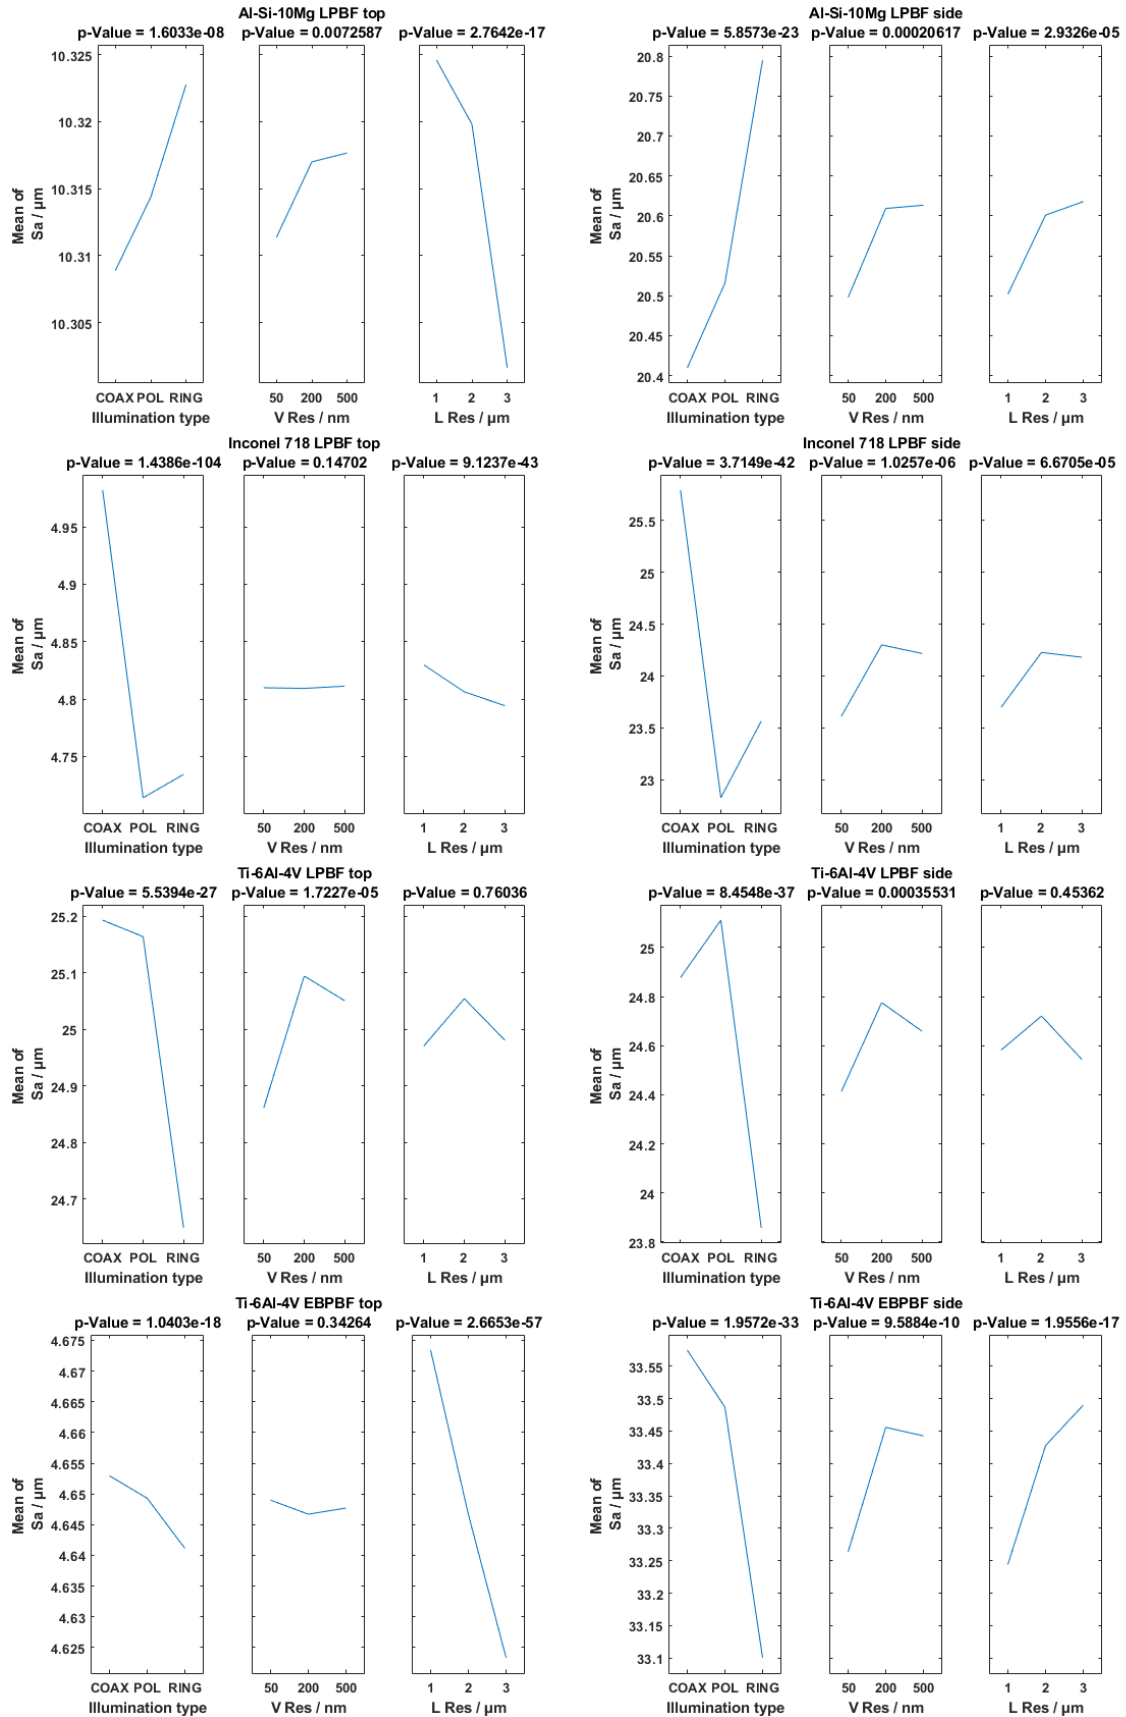 Al-Si-10Mg LPBF top
p-Value = 1.6033e-08 p-Value = 0.0072587 p-Value = 2.7642e-17
10.325
10.32
10.315
10.31
10.305
Mean of
Sa / µm
COAX POL RING
50 200 500
1 2 3
Illumination type
V Res / nm
L Res / µm
Al-Si-10Mg LPBF side
p-Value = 5.8573e-23 p-Value = 0.00020617 p-Value = 2.9326e-05
20.8
20.75
20.7
20.65
20.6
20.55
20.5
20.45
20.4
Mean of
Sa / µm
COAX POL RING
50 200 500
1 2 3
Illumination type
V Res / nm
L Res / µm
Inconel 718 LPBF top
p-Value = 1.4386e-104 p-Value = 0.14702 p-Value = 9.1237e-43
4.95
4.9
4.85
4.8
4.75
Mean of
Sa / µm
COAX POL RING
50 200 500
1 2 3
Illumination type
V Res / nm
L Res / µm
Inconel 718 LPBF side
p-Value = 3.7149e-42 p-Value = 1.0257e-06 p-Value = 6.6705e-05
25.5
25
24.5
24
23.5
23
Mean of
Sa / µm
COAX POL RING
50 200 500
1 2 3
Illumination type
V Res / nm
L Res / µm
Ti-6Al-4V LPBF top
p-Value = 5.5394e-27 p-Value = 1.7227e-05 p-Value = 0.76036
25.2
25.1
25
24.9
24.8
24.7
Mean of
Sa / µm
COAX POL RING
50 200 500
1 2 3
Illumination type
V Res / nm
L Res / µm
Ti-6Al-4V LPBF side
p-Value = 8.4548e-37 p-Value = 0.00035531 p-Value = 0.45362
25
24.8
24.6
24.4
24.2
24
23.8
Mean of
Sa / µm
COAX POL RING
50 200 500
1 2 3
Illumination type
V Res / nm
L Res / µm
Ti-6Al-4V EBPBF top
p-Value = 1.0403e-18 p-Value = 0.34264 p-Value = 2.6653e-57
4.675
4.67
4.665
4.66
4.655
4.65
4.645
4.64
4.635
4.63
4.625
Mean of
Sa / µm
COAX POL RING
50 200 500
1 2 3
Illumination type
V Res / nm
L Res / µm
Ti-6Al-4V EBPBF side
p-Value = 1.9572e-33 p-Value = 9.5884e-10 p-Value = 1.9556e-17
33.55
33.5
33.45
33.4
33.35
33.3
33.25
33.2
33.15
33.1
Mean of
Sa / µm
COAX POL RING
50 200 500
1 2 3
Illumination type
V Res / nm
L Res / µm